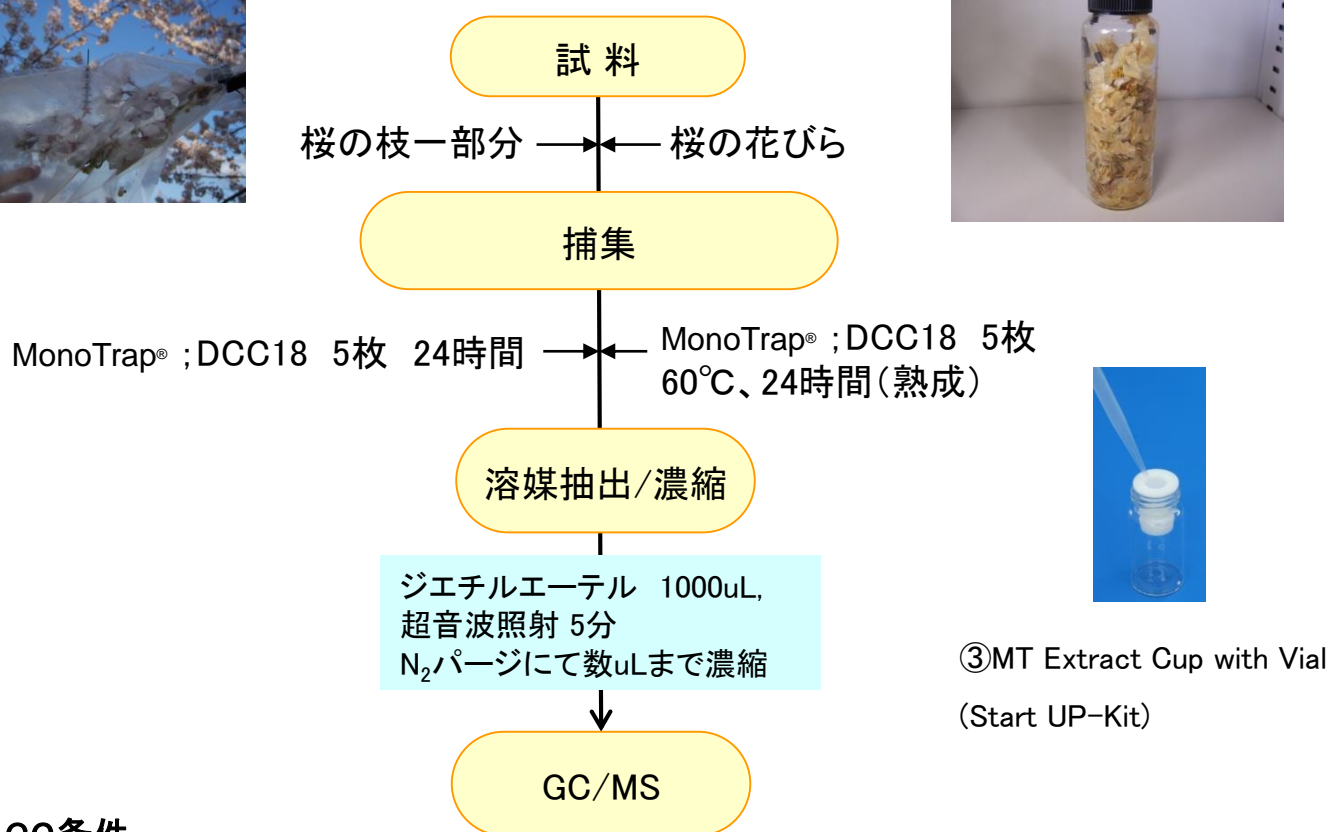 試 料
桜の枝一部分
桜の花びら
捕集
MonoTrap® ;DCC18 5枚 24時間
MonoTrap® ;DCC18 5枚
60℃、24時間(熟成)
溶媒抽出/濃縮
ジエチルエーテル 1000uL,
超音波照射 5分
N₂パージにて数uLまで濃縮
③MT Extract Cup with Vial
(Start UP-Kit)
GC/MS
GC条件